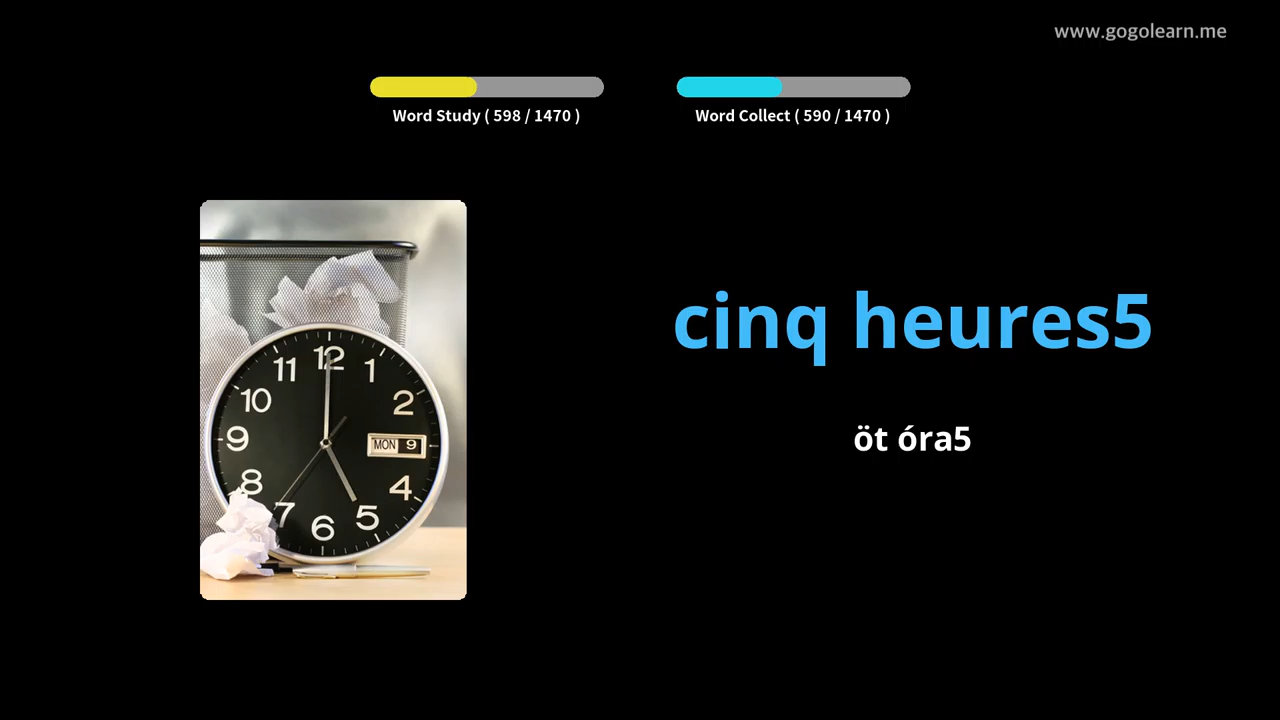 www.gogolearn.me
Word Study ( 598 / 1470 )
Word Collect ( 590 / 1470 )
cinq heures5
öt óra5
12
11
1
10
2
9
MON 9
8
4
7
5
6